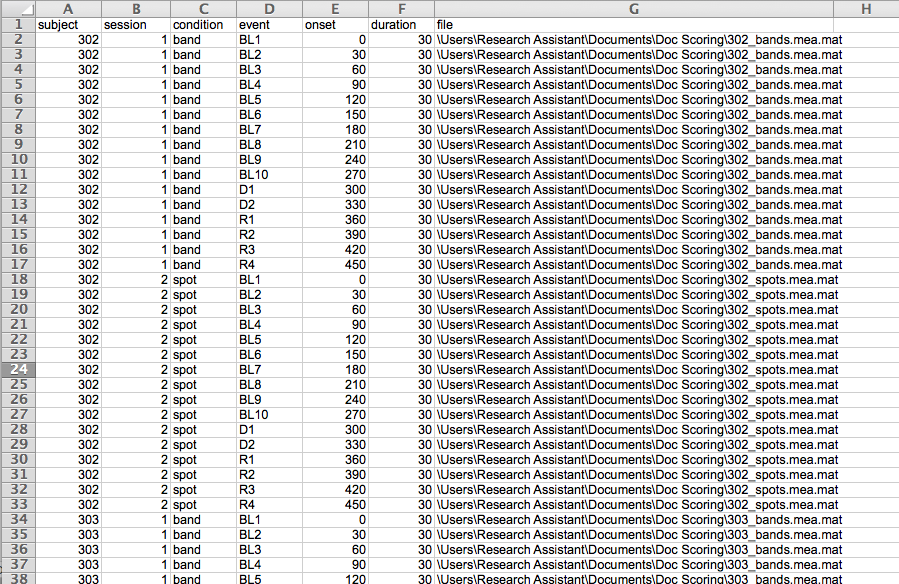 A B C D E F G H
1 subject session condition event onset duration file
2 302 1 band BL1 0 30 \Users\Research Assistant\Documents\Doc Scoring\302_bands.mea.mat
3 302 1 band BL2 30 30 \Users\Research Assistant\Documents\Doc Scoring\302_bands.mea.mat
4 302 1 band BL3 60 30 \Users\Research Assistant\Documents\Doc Scoring\302_bands.mea.mat
5 302 1 band BL4 90 30 \Users\Research Assistant\Documents\Doc Scoring\302_bands.mea.mat
6 302 1 band BL5 120 30 \Users\Research Assistant\Documents\Doc Scoring\302_bands.mea.mat
7 302 1 band BL6 150 30 \Users\Research Assistant\Documents\Doc Scoring\302_bands.mea.mat
8 302 1 band BL7 180 30 \Users\Research Assistant\Documents\Doc Scoring\302_bands.mea.mat
9 302 1 band BL8 210 30 \Users\Research Assistant\Documents\Doc Scoring\302_bands.mea.mat
10 302 1 band BL9 240 30 \Users\Research Assistant\Documents\Doc Scoring\302_bands.mea.mat
11 302 1 band BL10 270 30 \Users\Research Assistant\Documents\Doc Scoring\302_bands.mea.mat
12 302 1 band D1 300 30 \Users\Research Assistant\Documents\Doc Scoring\302_bands.mea.mat
13 302 1 band D2 330 30 \Users\Research Assistant\Documents\Doc Scoring\302_bands.mea.mat
14 302 1 band R1 360 30 \Users\Research Assistant\Documents\Doc Scoring\302_bands.mea.mat
15 302 1 band R2 390 30 \Users\Research Assistant\Documents\Doc Scoring\302_bands.mea.mat
16 302 1 band R3 420 30 \Users\Research Assistant\Documents\Doc Scoring\302_bands.mea.mat
17 302 1 band R4 450 30 \Users\Research Assistant\Documents\Doc Scoring\302_bands.mea.mat
18 302 2 spot BL1 0 30 \Users\Research Assistant\Documents\Doc Scoring\302_spots.mea.mat
19 302 2 spot BL2 30 30 \Users\Research Assistant\Documents\Doc Scoring\302_spots.mea.mat
20 302 2 spot BL3 60 30 \Users\Research Assistant\Documents\Doc Scoring\302_spots.mea.mat
21 302 2 spot BL4 90 30 \Users\Research Assistant\Documents\Doc Scoring\302_spots.mea.mat
22 302 2 spot BL5 120 30 \Users\Research Assistant\Documents\Doc Scoring\302_spots.mea.mat
23 302 2 spot BL6 150 30 \Users\Research Assistant\Documents\Doc Scoring\302_spots.mea.mat
24 302 2 spot BL7 180 30 \Users\Research Assistant\Documents\Doc Scoring\302_spots.mea.mat
25 302 2 spot BL8 210 30 \Users\Research Assistant\Documents\Doc Scoring\302_spots.mea.mat
26 302 2 spot BL9 240 30 \Users\Research Assistant\Documents\Doc Scoring\302_spots.mea.mat
27 302 2 spot BL10 270 30 \Users\Research Assistant\Documents\Doc Scoring\302_spots.mea.mat
28 302 2 spot D1 300 30 \Users\Research Assistant\Documents\Doc Scoring\302_spots.mea.mat
29 302 2 spot D2 330 30 \Users\Research Assistant\Documents\Doc Scoring\302_spots.mea.mat
30 302 2 spot R1 360 30 \Users\Research Assistant\Documents\Doc Scoring\302_spots.mea.mat
31 302 2 spot R2 390 30 \Users\Research Assistant\Documents\Doc Scoring\302_spots.mea.mat
32 302 2 spot R3 420 30 \Users\Research Assistant\Documents\Doc Scoring\302_spots.mea.mat
33 302 2 spot R4 450 30 \Users\Research Assistant\Documents\Doc Scoring\302_spots.mea.mat
34 303 1 band BL1 0 30 \Users\Research Assistant\Documents\Doc Scoring\303_bands.mea.mat
35 303 1 band BL2 30 30 \Users\Research Assistant\Documents\Doc Scoring\303_bands.mea.mat
36 303 1 band BL3 60 30 \Users\Research Assistant\Documents\Doc Scoring\303_bands.mea.mat
37 303 1 band BL4 90 30 \Users\Research Assistant\Documents\Doc Scoring\303_bands.mea.mat
38 303 1 band BL5 120 30 \Users\Research Assistant\Documents\Doc Scoring\303_bands.mea.mat